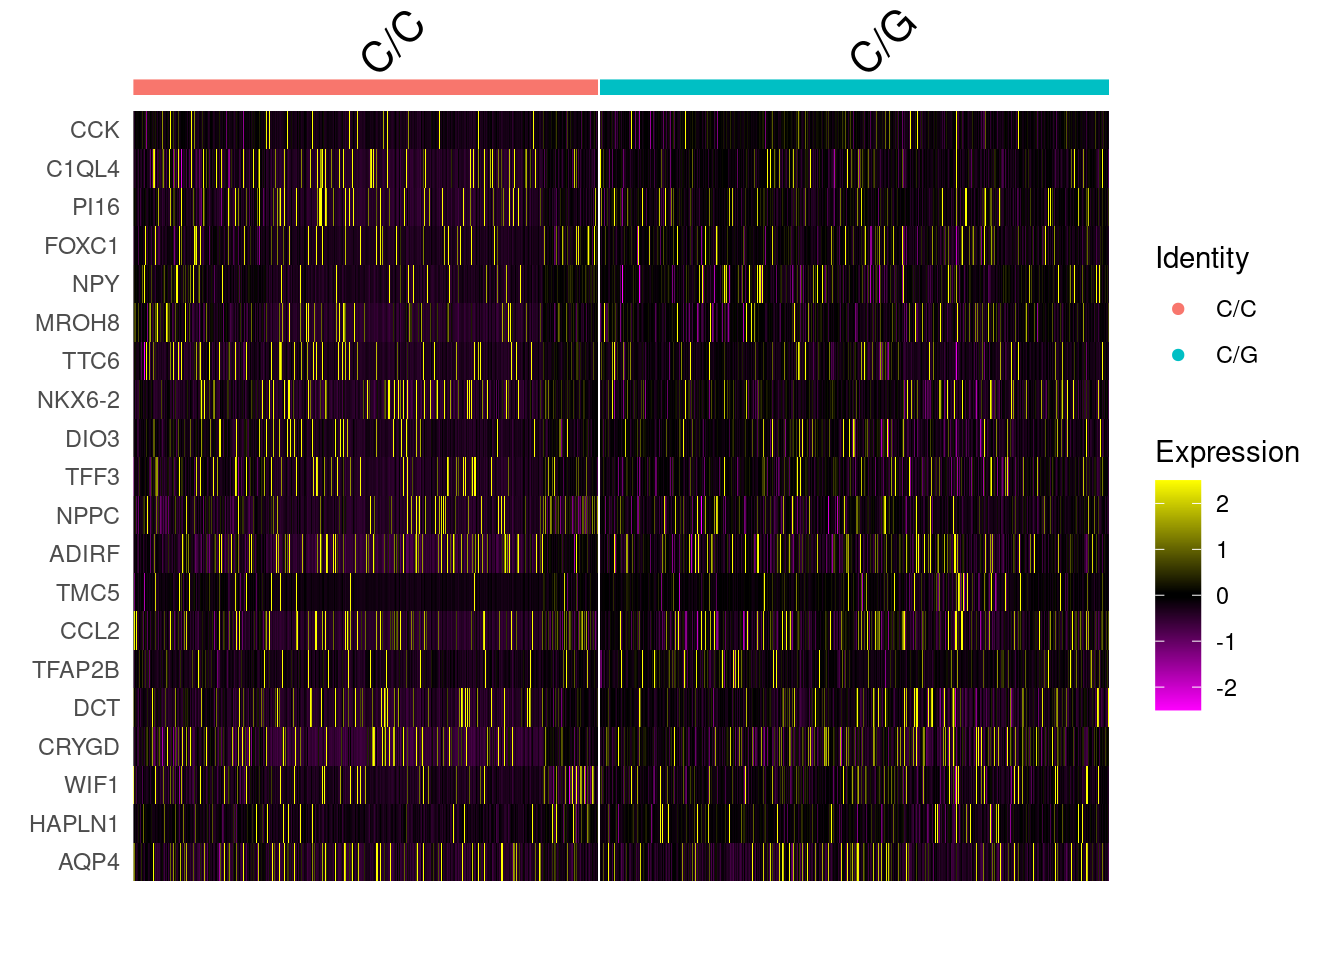 C/C
C/G
CCK
C1QL4
PI16
FOXC1
NPY
MROH8
TTC6
NKX6-2
DIO3
TFF3
NPPC
ADIRF
TMC5
CCL2
TFAP2B
DCT
CRYGD
WIF1
HAPLN1
AQP4
Identity
C/C
C/G
Expression
2
1
0
-1
-2